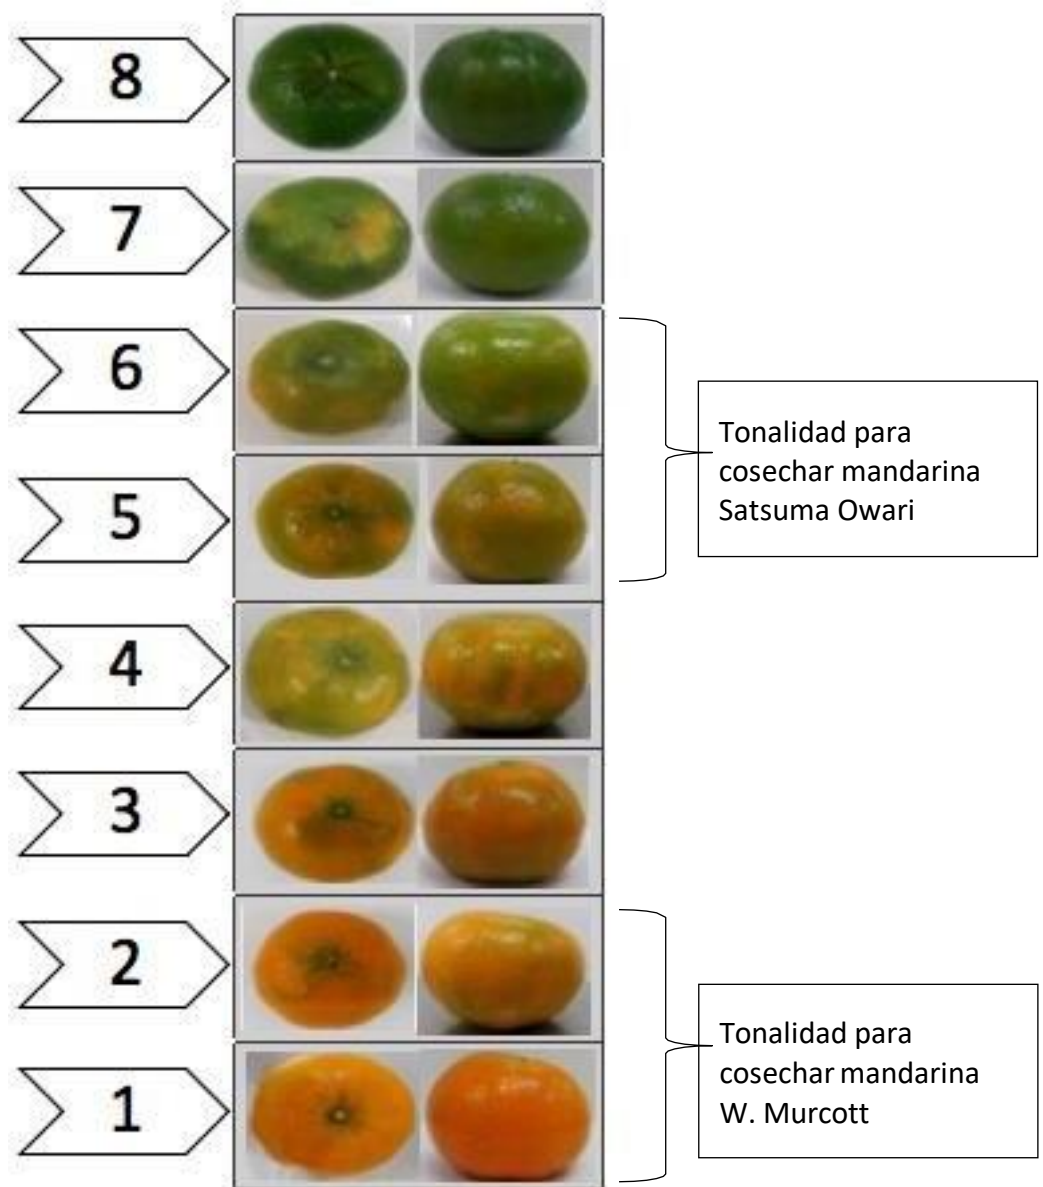 8
7
6
Tonalidad para
cosechar mandarina
Satsuma Owari
5
4
3
2
Tonalidad para
cosechar mandarina
W. Murcott
1